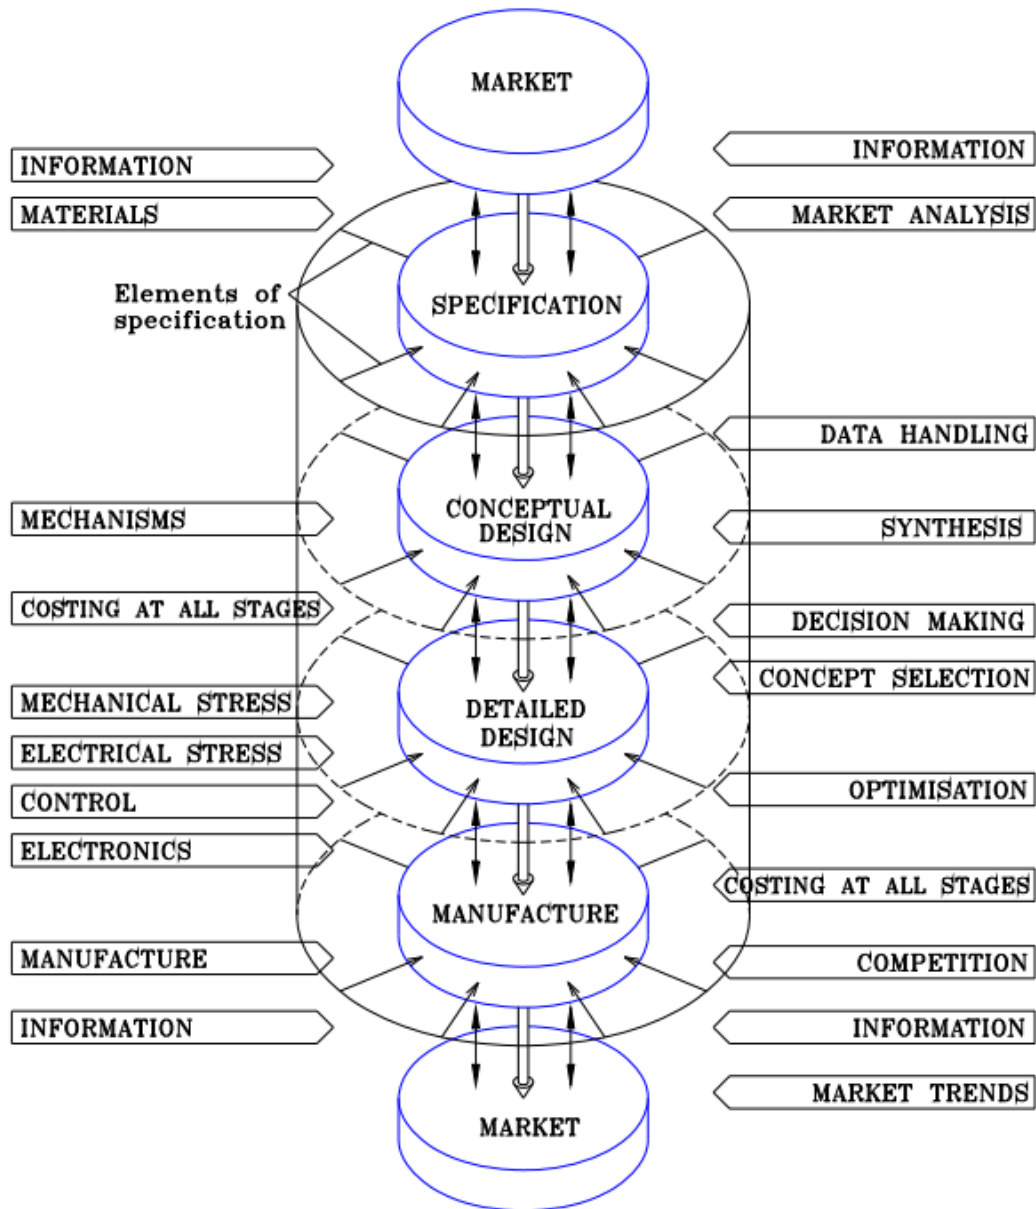 MARKET
INFORMATION
INFORMATION
MATERIALS
MARKET ANALYSIS
Elements of
specification
SPECIFICATION
DATA HANDLING
CONCEPTUAL
DESIGN
MECHANISMS
SYNTHESIS
COSTING AT ALL STAGES
DECISION MAKING
CONCEPT SELECTION
MECHANICAL STRESS
DETAILED
DESIGN
ELECTRICAL STRESS
CONTROL
OPTIMISATION
ELECTRONICS
COSTING AT ALL STAGES
MANUFACTURE
MANUFACTURE
COMPETITION
INFORMATION
INFORMATION
MARKET TRENDS
MARKET